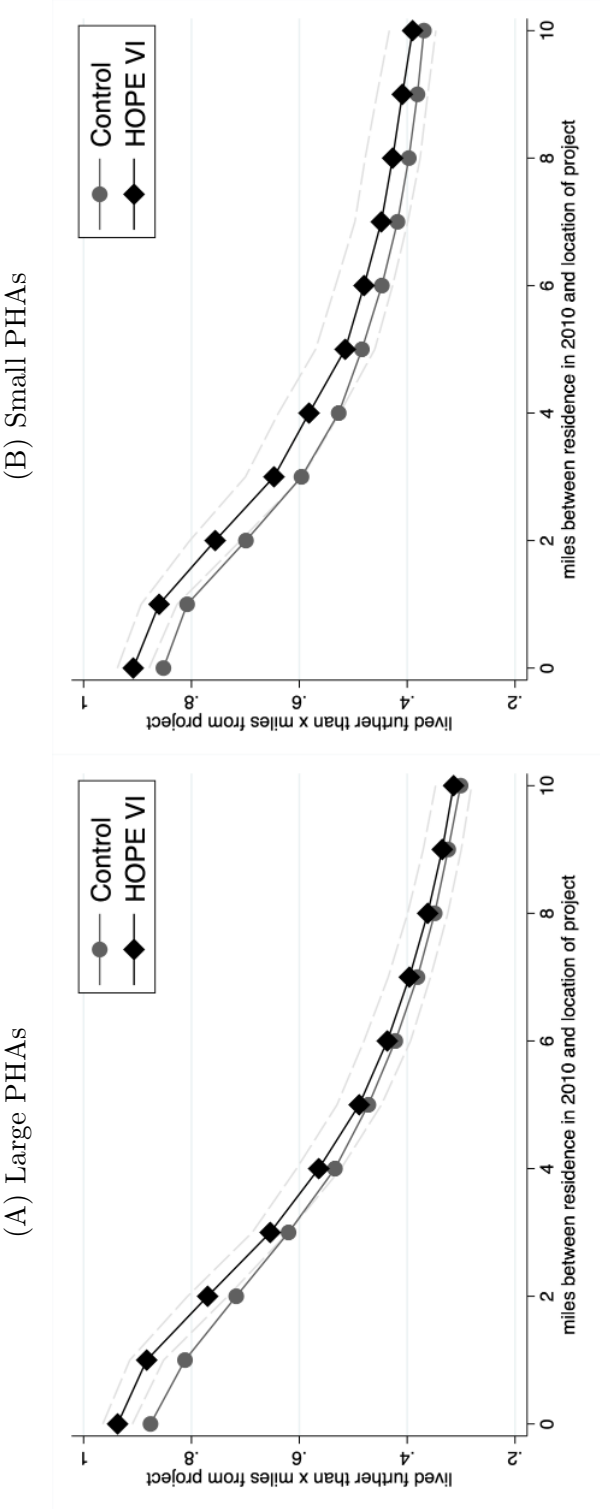 (A) Large PHAs
Control
HOPE VI
1
.8
.6
.4
.2
lived further than x miles from project
0 2 4 6 8 10
miles between residence in 2010 and location of project
(B) Small PHAs
Control
HOPE VI
1
.8
.6
.4
.2
lived further than x miles from project
0 2 4 6 8 10
miles between residence in 2010 and location of project